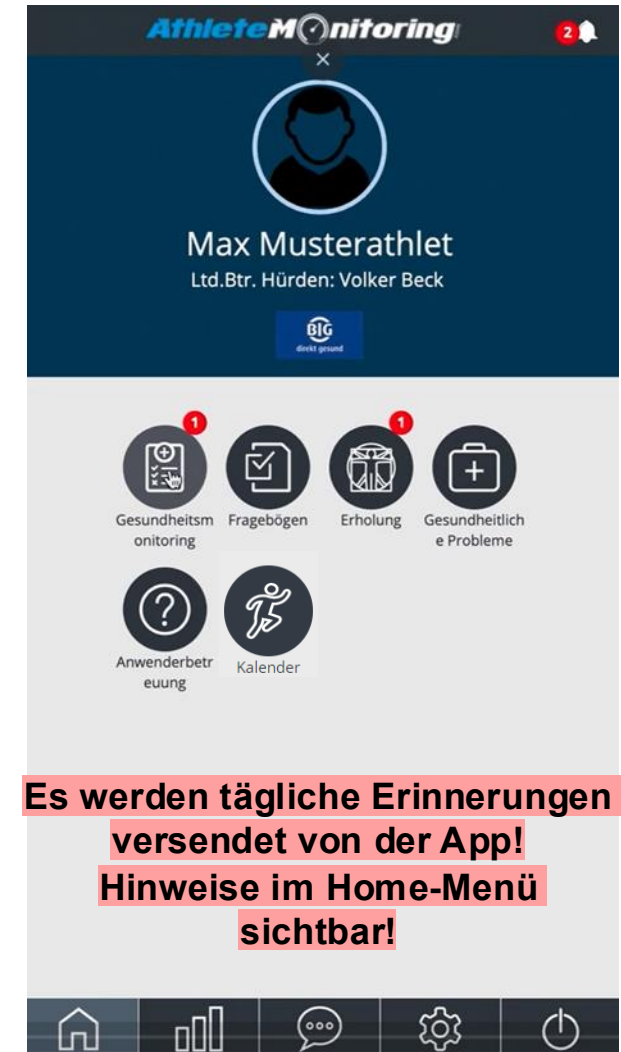 AthleteMonitoring
2
Max Musterathlet
Ltd.Btr. Hürden: Volker Beck
BIG
direkt gesund
1
1
Gesundheitsm
onitoring
Fragebögen
Erholung
Gesundheitlich
e Probleme
Anwenderbetr
euung
Kalender
Es werden tägliche Erinnerungen
versendet von der App!
Hinweise im Home-Menü
sichtbar!